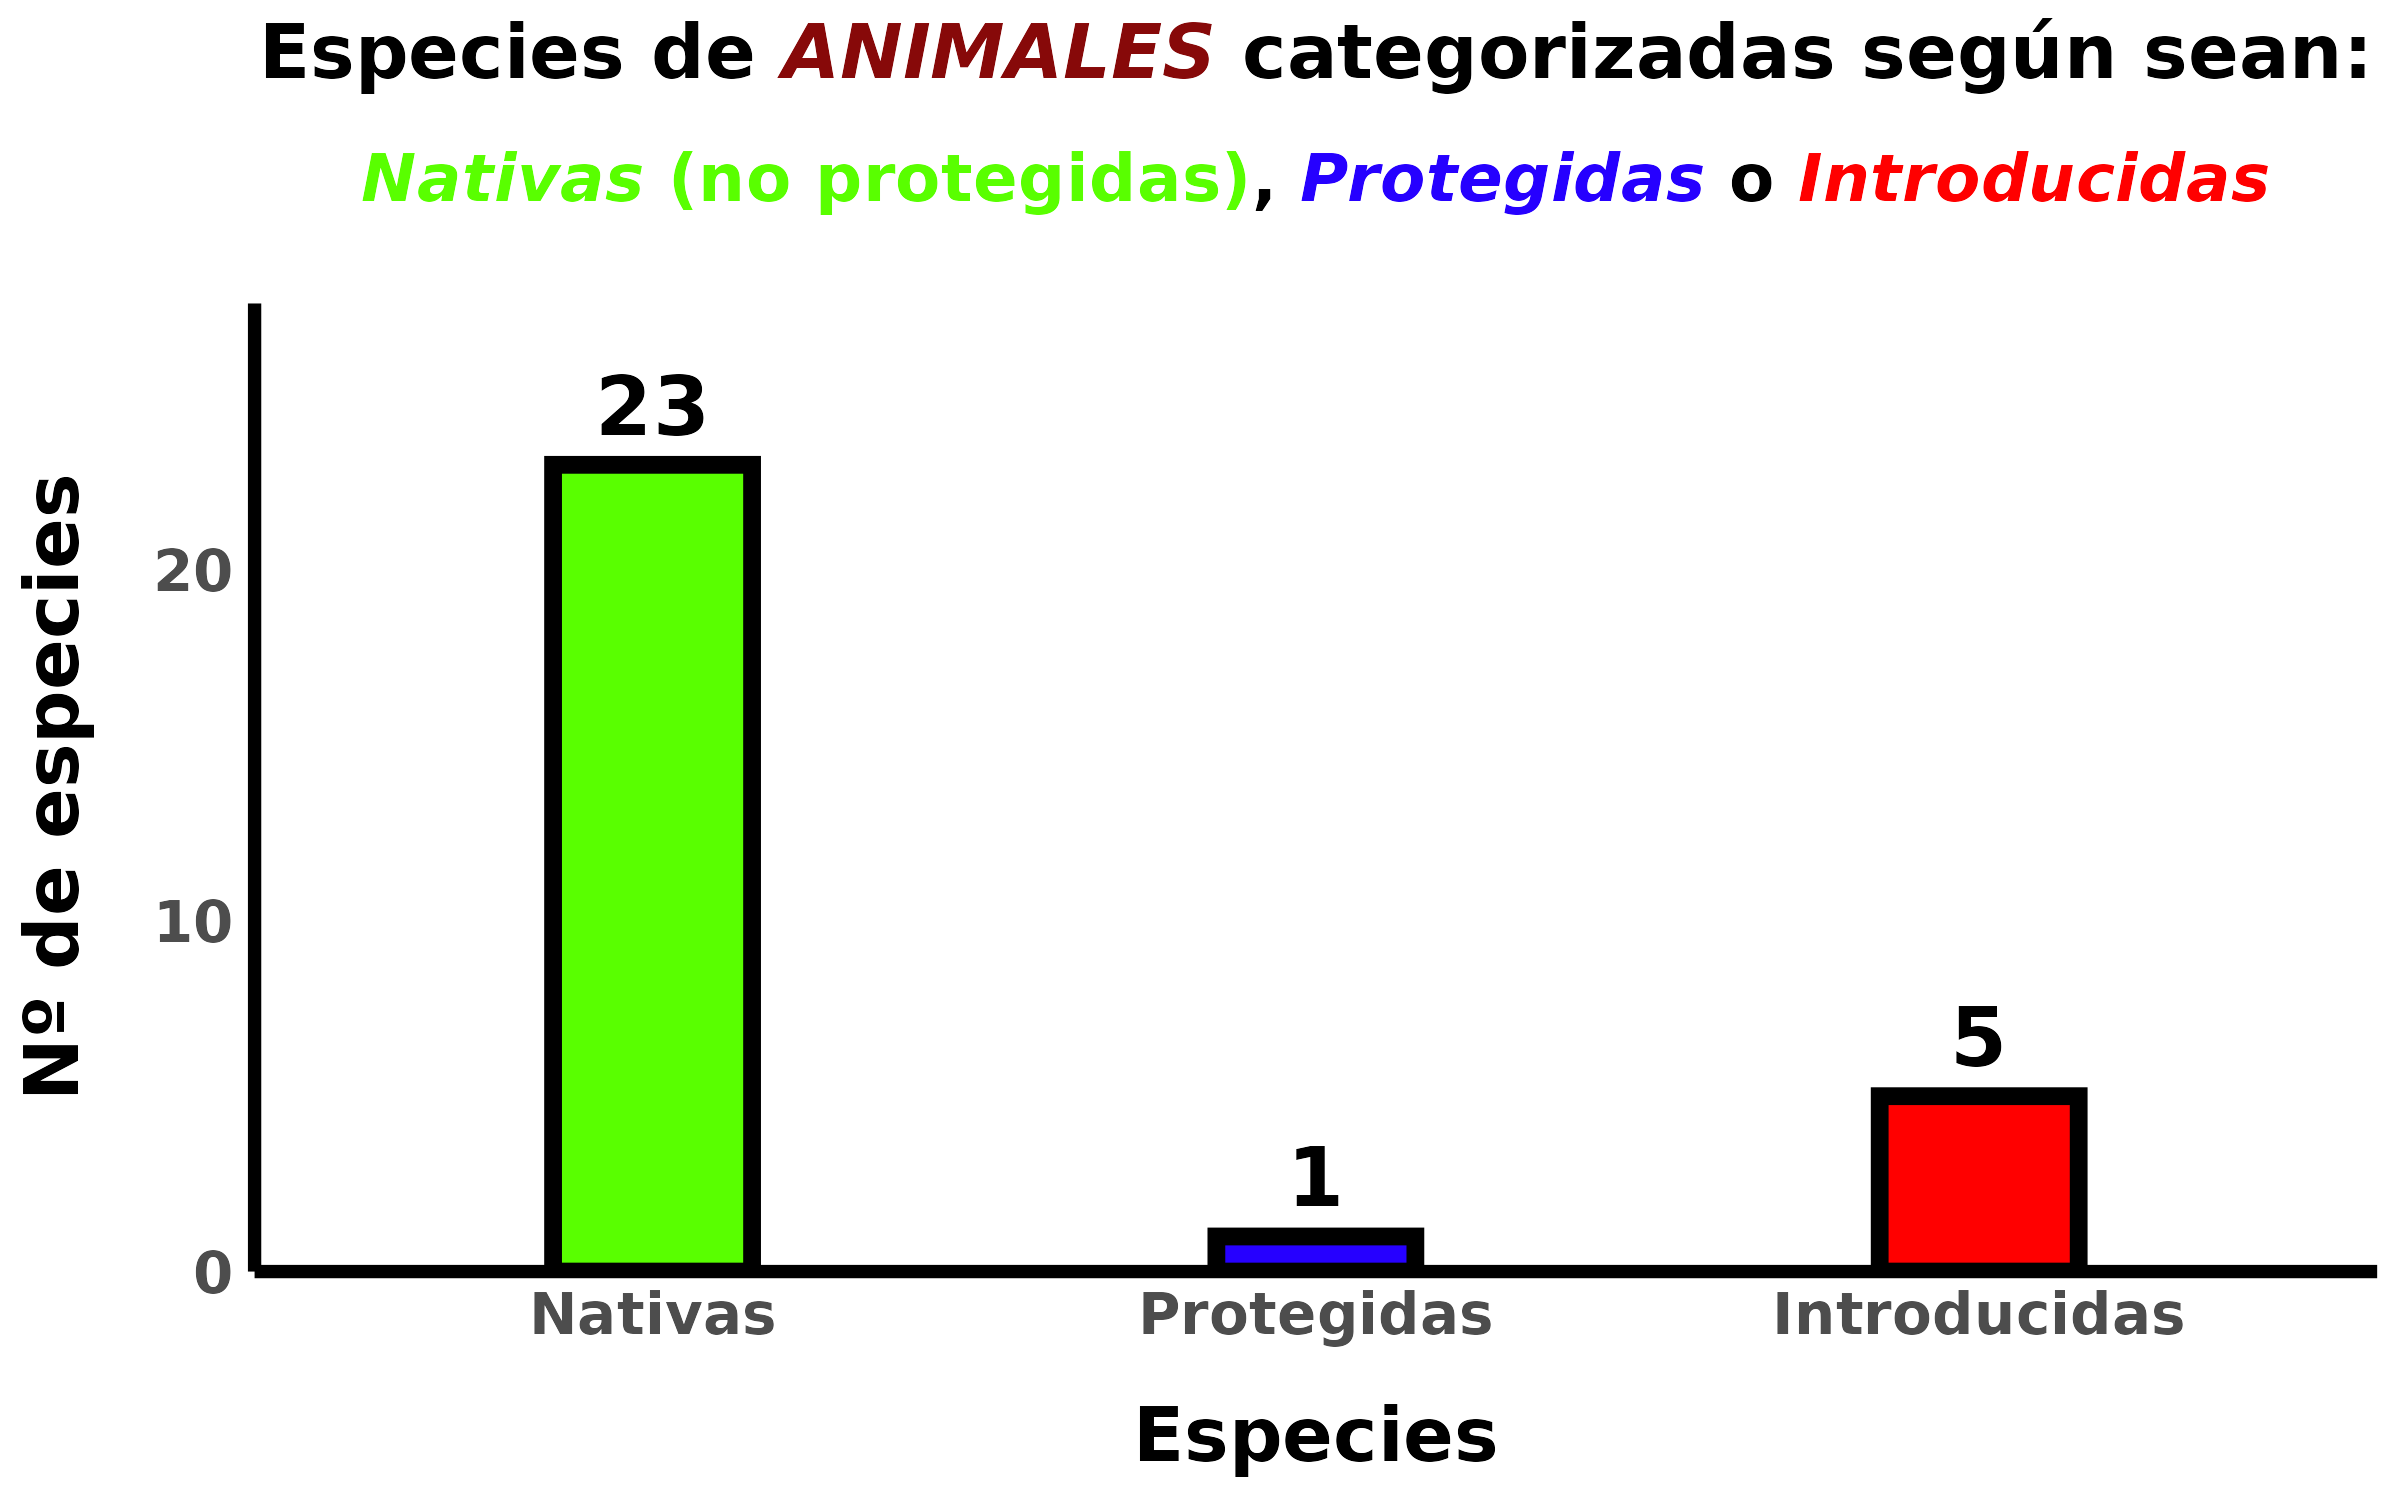 Especies de ANIMALES categorizadas según sean:
Nativas (no protegidas), Protegidas o Introducidas
Nº de especies
20
10
0
23
1
5
Nativas
Protegidas
Introducidas
Especies